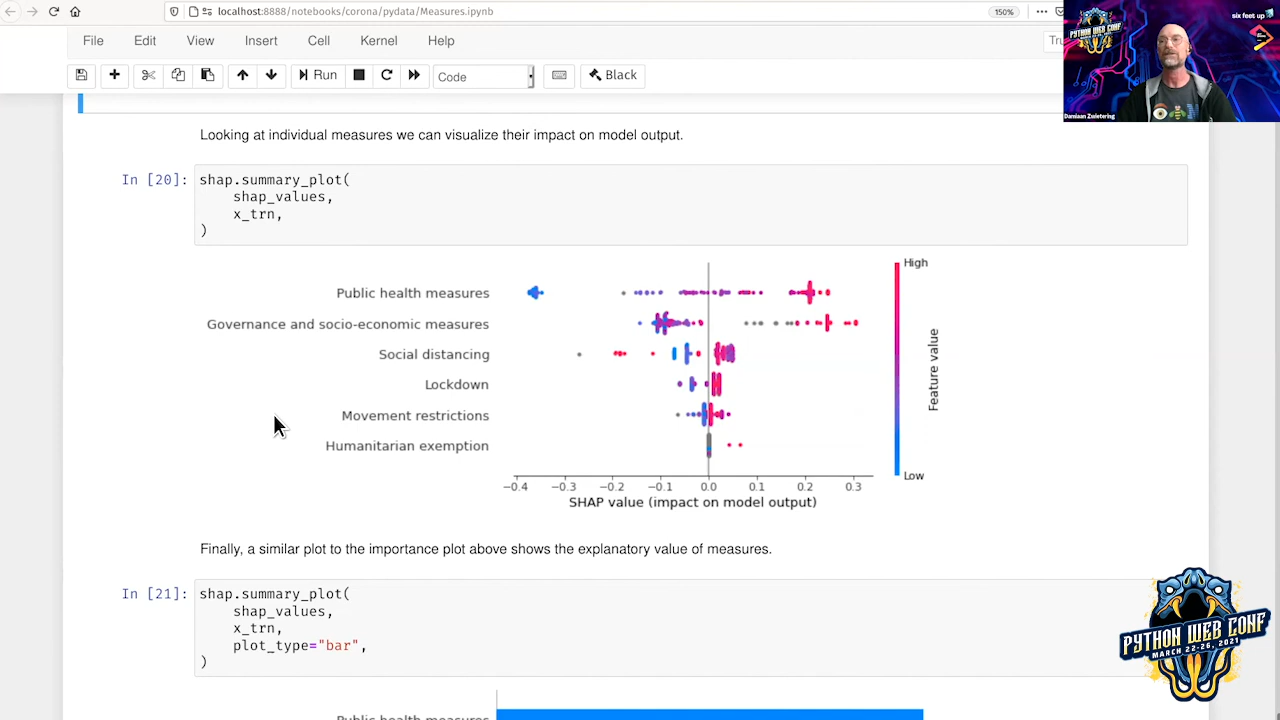 localhost:8888/notebooks/corona/pydata/Measures.ipynb
150%
File Edit View Insert Cell Kernel Help
Run
Code
Black
six feet up
PYTHON WEB CONF
Damiaan Zwietering
Looking at individual measures we can visualize their impact on model output.
In [20]:
shap.summary_plot(
shap_values,
x_trn,
)
High
Public health measures
Governance and socio-economic measures
Social distancing
Lockdown
Movement restrictions
Humanitarian exemption
Feature value
Low
−0.4 −0.3 −0.2 −0.1 0.0 0.1 0.2 0.3
SHAP value (impact on model output)
Finally, a similar plot to the importance plot above shows the explanatory value of measures.
In [21]:
shap.summary_plot(
shap_values,
x_trn,
plot_type="bar",
)
Public health measures
PYTHON WEB CONF
MARCH 22-26, 2021